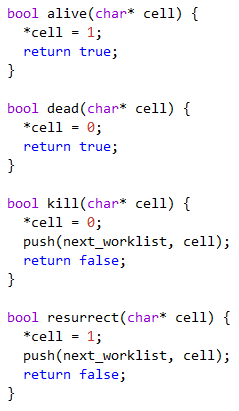 bool alive(char* cell) {
  *cell = 1;
  return true;
}

bool dead(char* cell) {
  *cell = 0;
  return true;
}

bool kill(char* cell) {
  *cell = 0;
  push(next_worklist, cell);
  return false;
}

bool resurrect(char* cell) {
  *cell = 1;
  push(next_worklist, cell);
  return false;
}